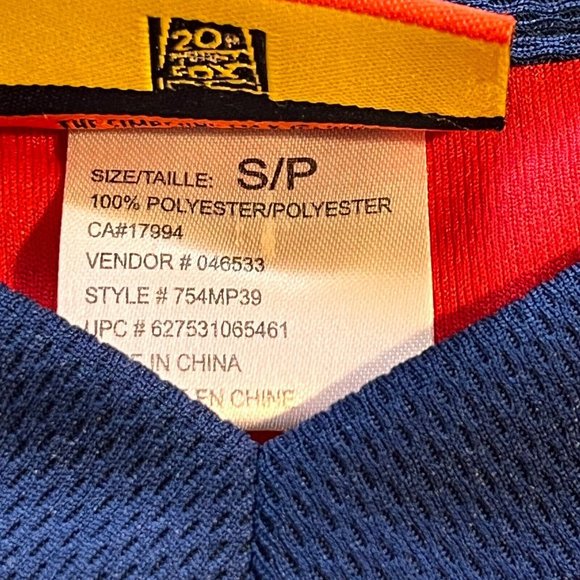 20th
FOX
SIZE/TAILLE: S/P
100% POLYESTER/POLYESTER
CA#17994
VENDOR # 046533
STYLE # 754MP39
UPC # 627531065461
IN CHINA
EN CHINE